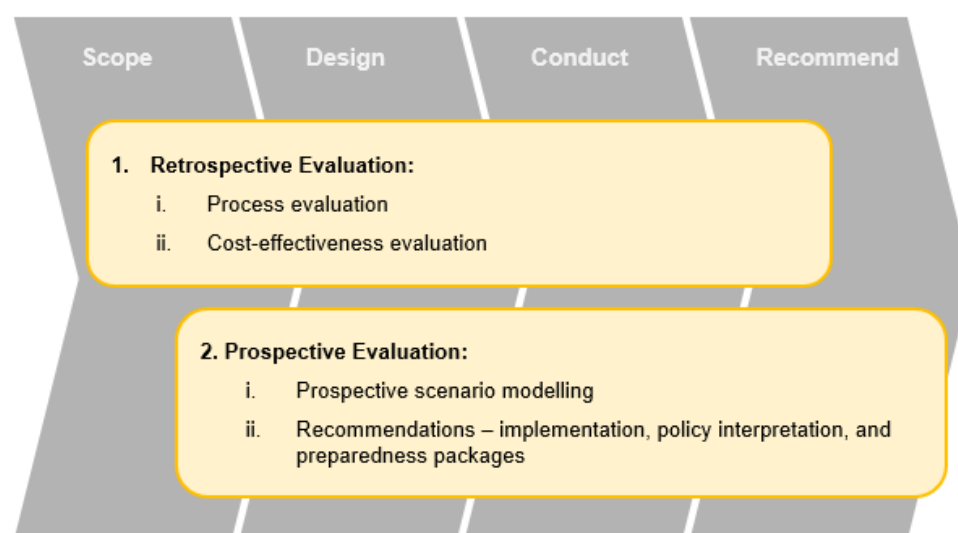 Scope
Design
Conduct
Recommend
1. Retrospective Evaluation:
i. Process evaluation
ii. Cost-effectiveness evaluation
2. Prospective Evaluation:
i. Prospective scenario modelling
ii. Recommendations – implementation, policy interpretation, and
preparedness packages